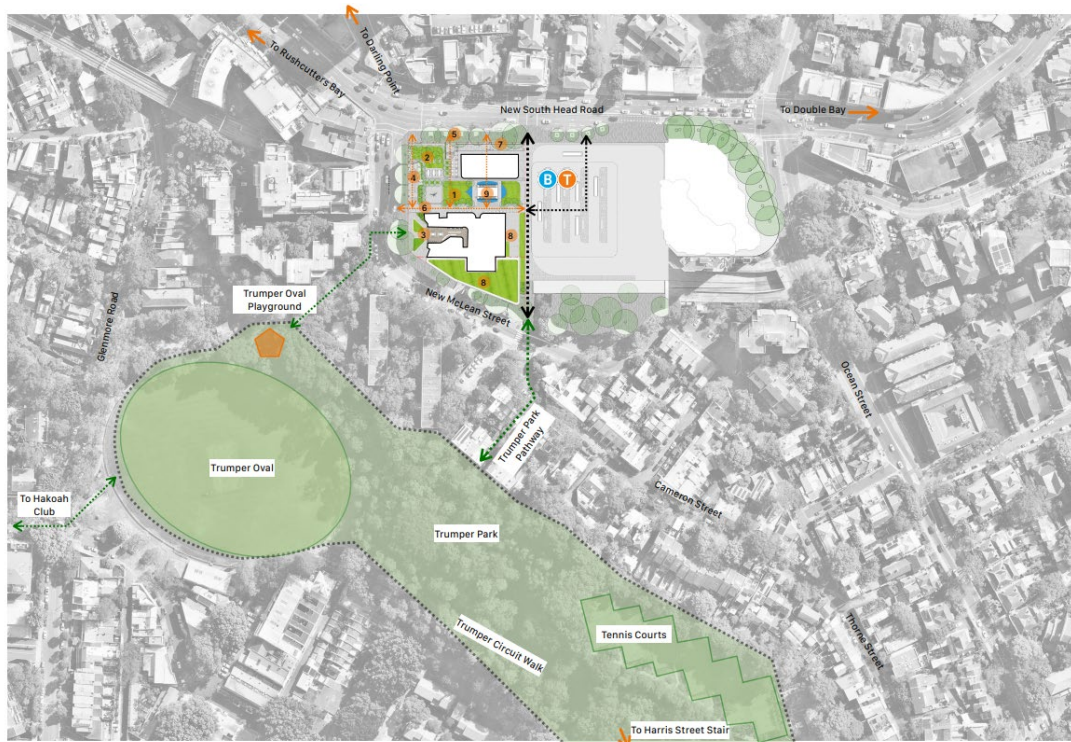 To Darling Point
To Rushcutters Bay
New South Head Road
To Double Bay
5
7
2
4
B
T
1
9
6
3
8
8
New McLean Street
Trumper Oval
Playground
Glenmore Road
Ocean Street
Trumper Park
Pathway
Trumper Oval
To Hakoah
Club
Cameron Street
Trumper Park
Tennis Courts
Trumper Circuit Walk
Thorne Street
To Harris Street Stair